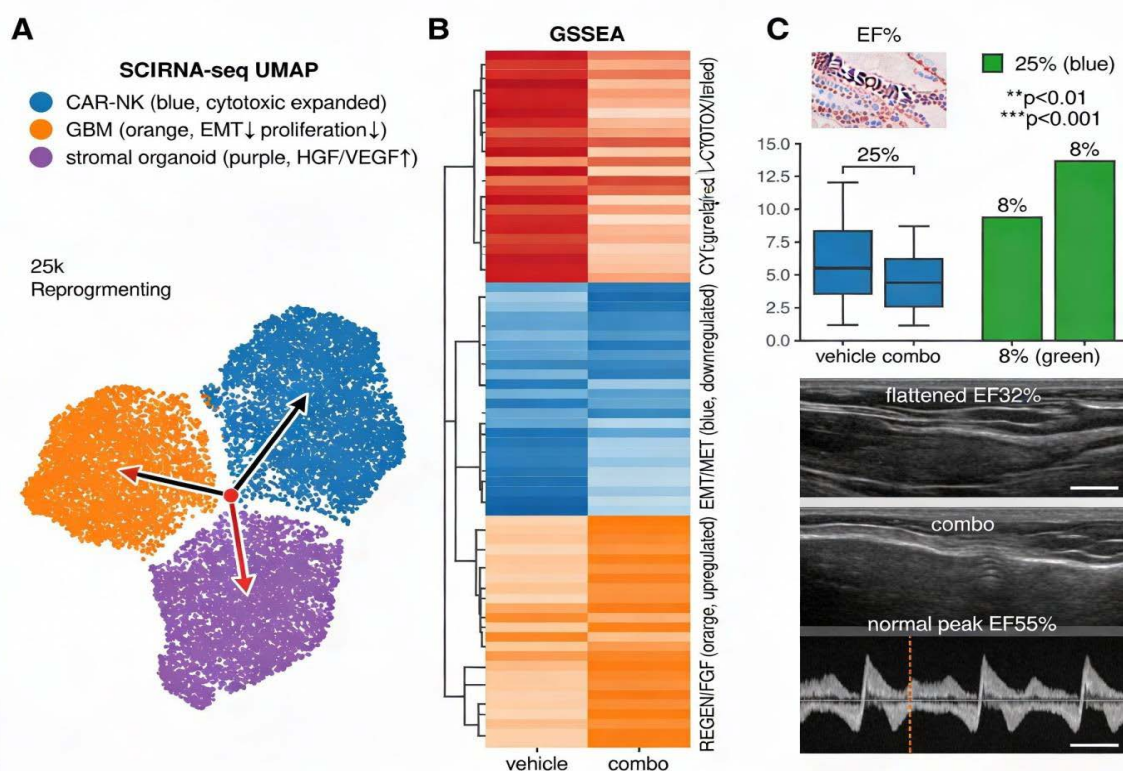 A
SCIRNA-seq UMAP
CAR-NK (blue, cytotoxic expanded)
GBM (orange, EMT↓ proliferation↓)
stromal organoid (purple, HGF/VEGF↑)
25k
Reprogrmenting
B
GSSEA
EMT/MET (blue, downregulated)
REGEN/FGF (orange, upregulated)
vehicle
combo
C
EF%
25% (blue)
**p<0.01
***p<0.001
15.0
12.0
7.5
5.0
2.5
0.0
25%
8%
8%
vehicle combo
8% (green)
flattened EF32%
combo
normal peak EF55%